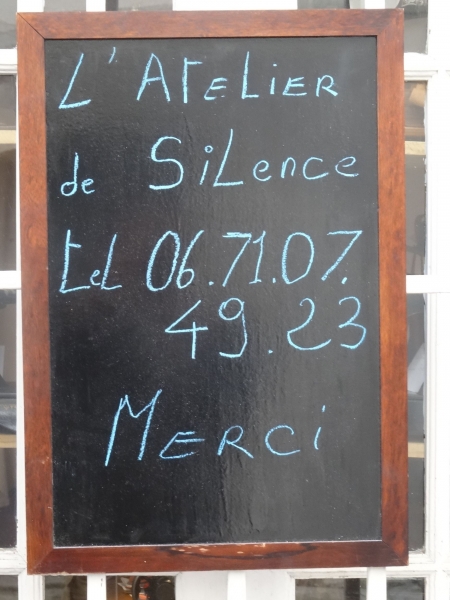 L'ATELIER
de SiLence
teL 06.71.07.
49.23
MERCi